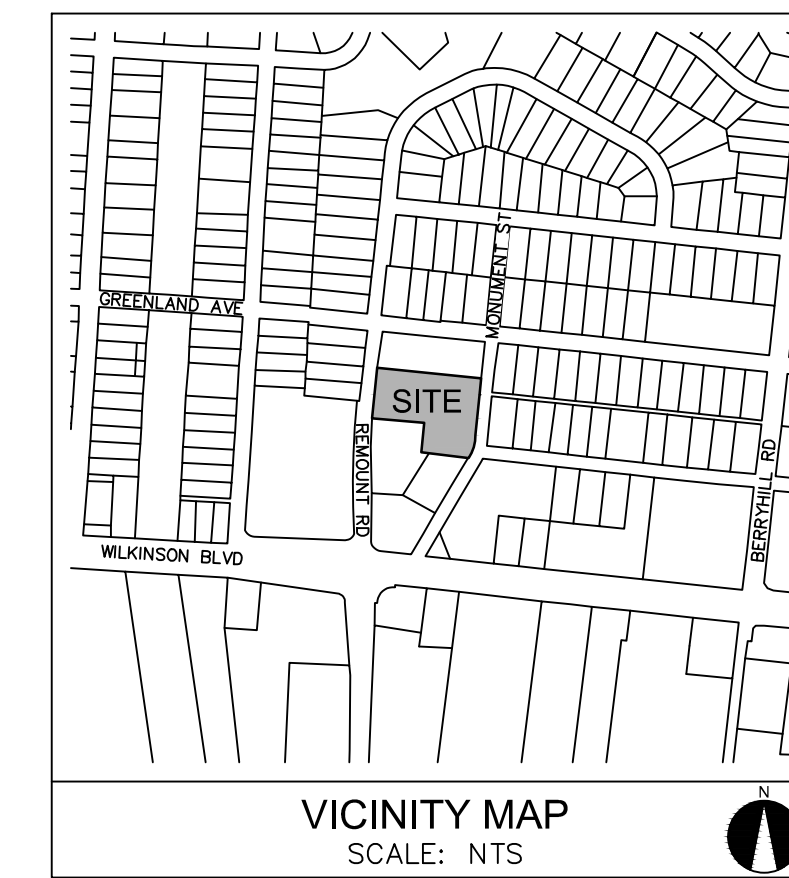 MONUMENT ST
GREENLAND AVE
SITE
REMOUNT RD
BERRYHILL RD
WILKINSON BLVD
VICINITY MAP
SCALE: NTS
N